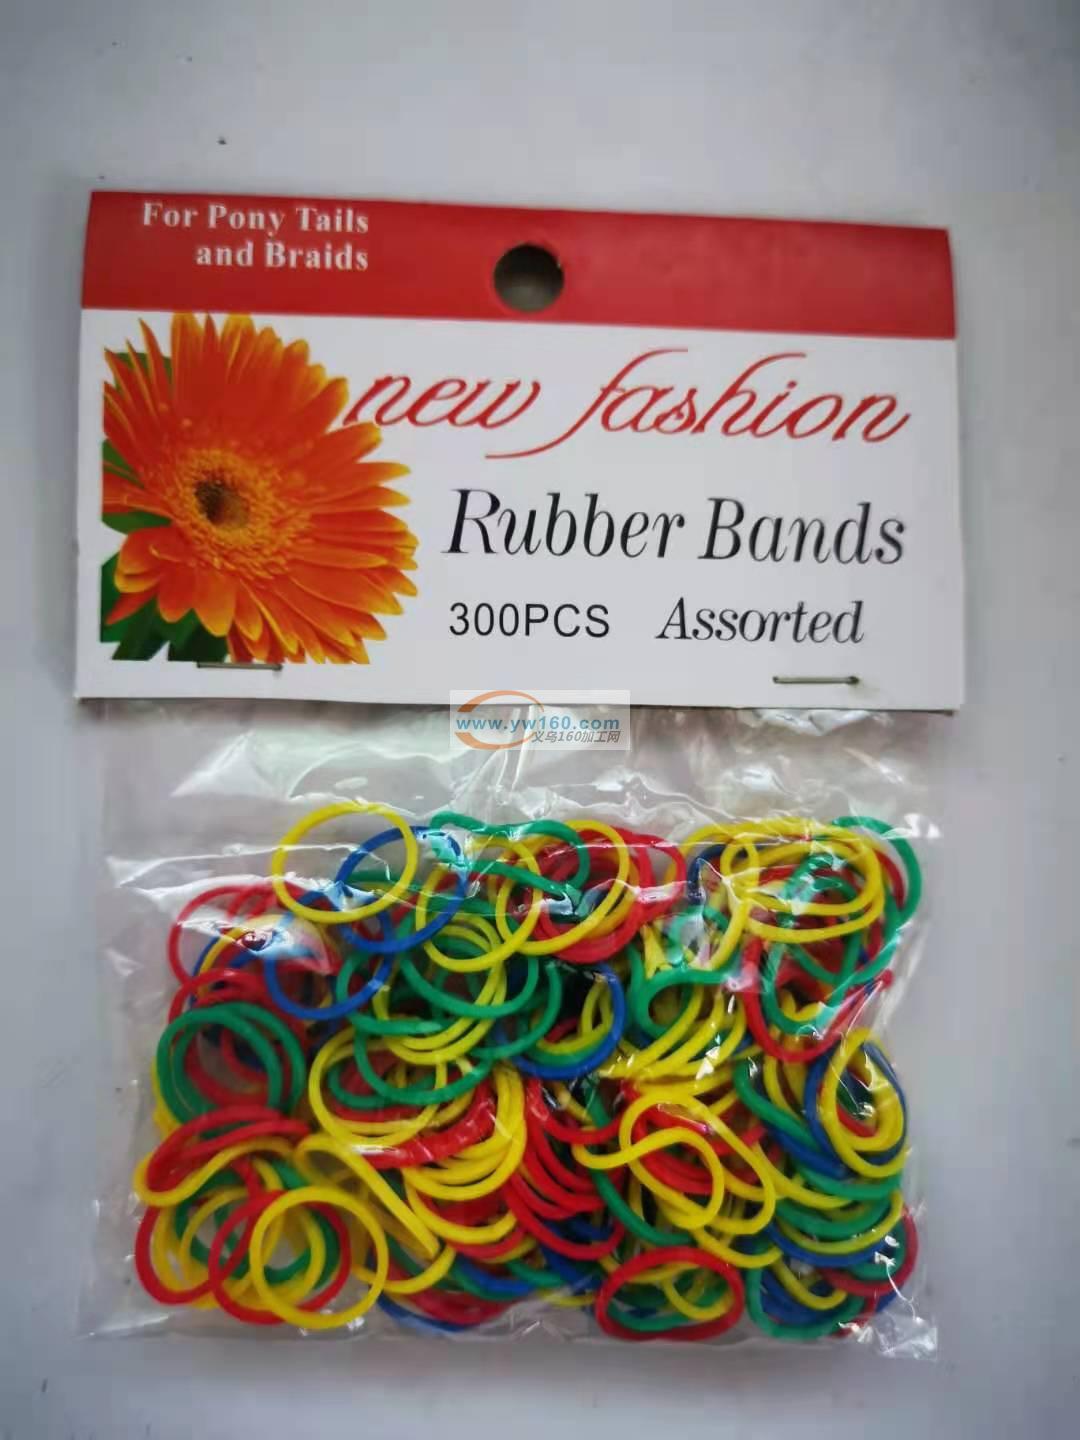 For Pony Tails
and Braids
new fashion
Rubber Bands
300PCS Assorted
www.yw160.com
义乌160加工网